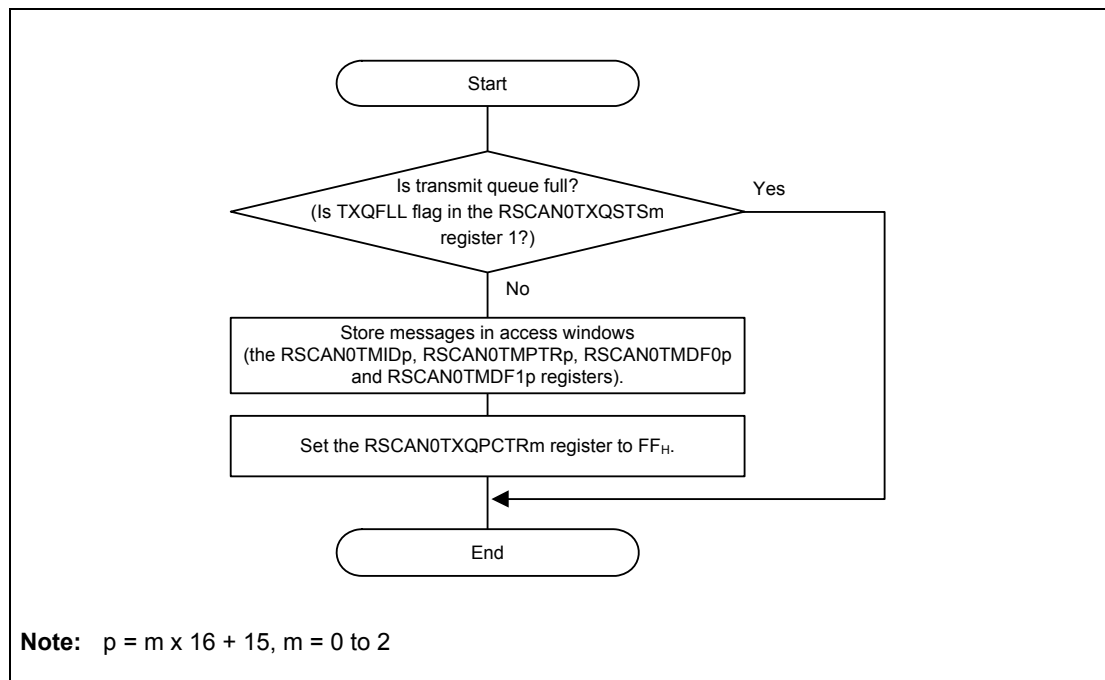 Start
Is transmit queue full?
(Is TXQFLL flag in the RSCAN0TXQSTSm
register 1?)
Yes
No
Store messages in access windows
(the RSCAN0TMIDp, RSCAN0TMPTRp, RSCAN0TMDF0p
and RSCAN0TMDF1p registers).
Set the RSCAN0TXQPCTRm register to FFH.
End
Note: p = m x 16 + 15, m = 0 to 2